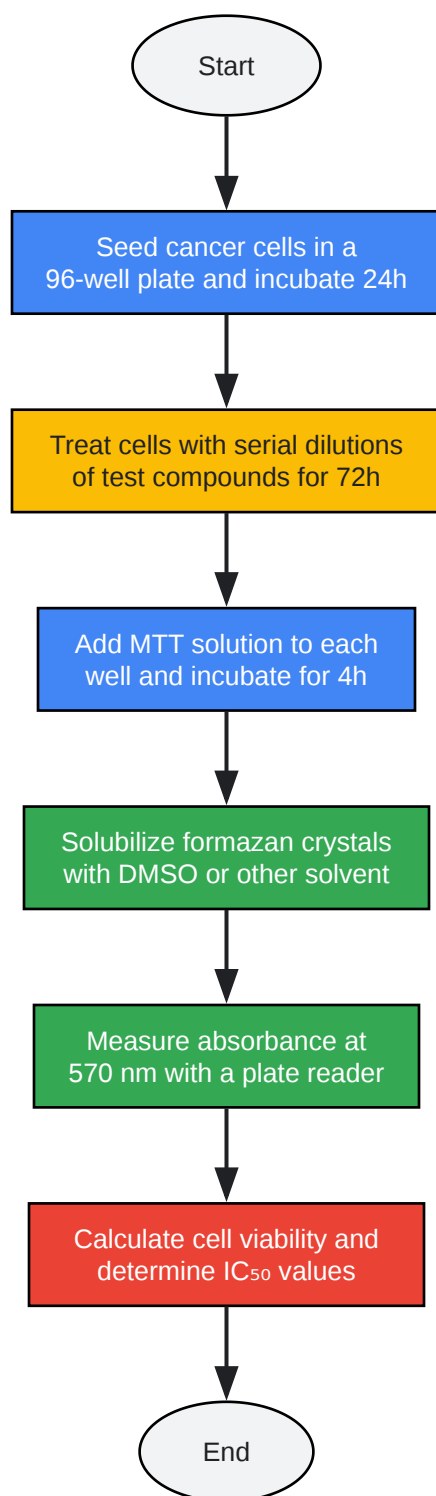 Start
Seed cancer cells in a
96-well plate and incubate 24h
Treat cells with serial dilutions
of test compounds for 72h
Add MTT solution to each
well and incubate for 4h
Solubilize formazan crystals
with DMSO or other solvent
Measure absorbance at
570 nm with a plate reader
Calculate cell viability and
determine IC₅₀ values
End